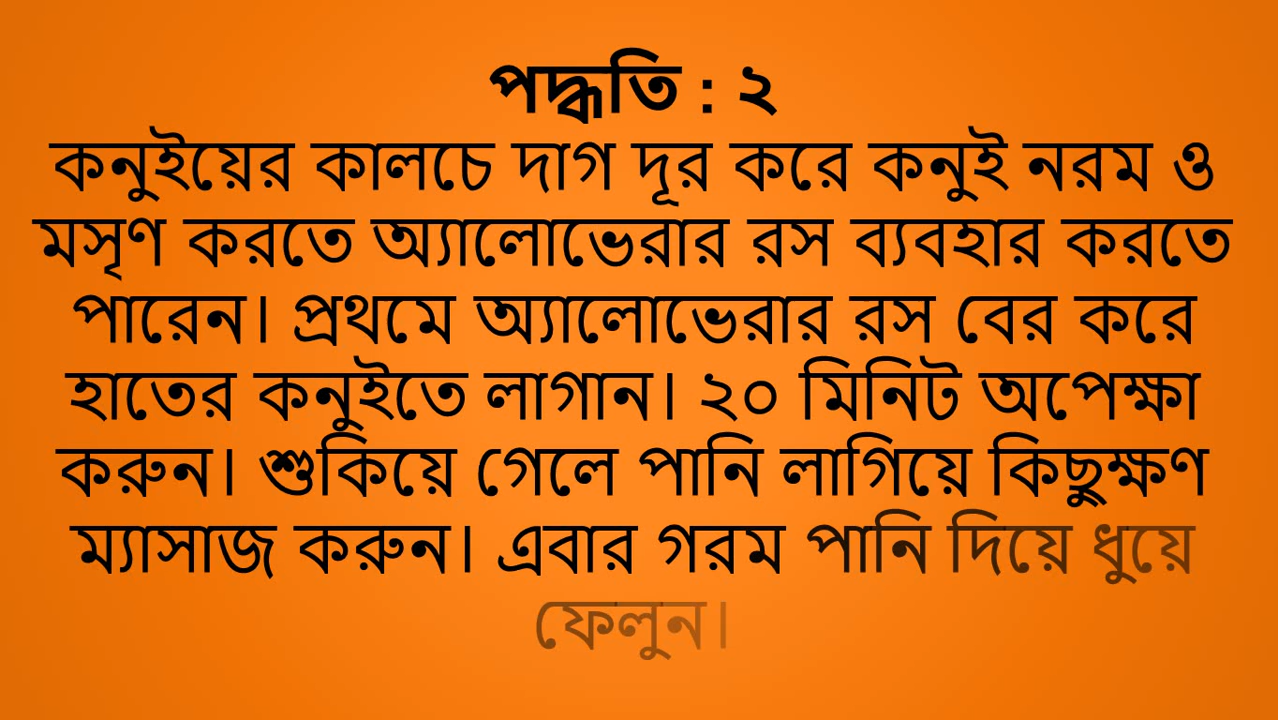 পদ্ধতি : ২
কনুইয়ের কালচে দাগ দূর করে কনুই নরম ও
মসৃণ করতে অ্যালোভেরার রস ব্যবহার করতে
পারেন। প্রথমে অ্যালোভেরার রস বের করে
হাতের কনুইতে লাগান। ২০ মিনিট অপেক্ষা
করুন। শুকিয়ে গেলে পানি লাগিয়ে কিছুক্ষণ
ম্যাসাজ করুন। এবার গরম পানি দিয়ে ধুয়ে
ফেলুন।